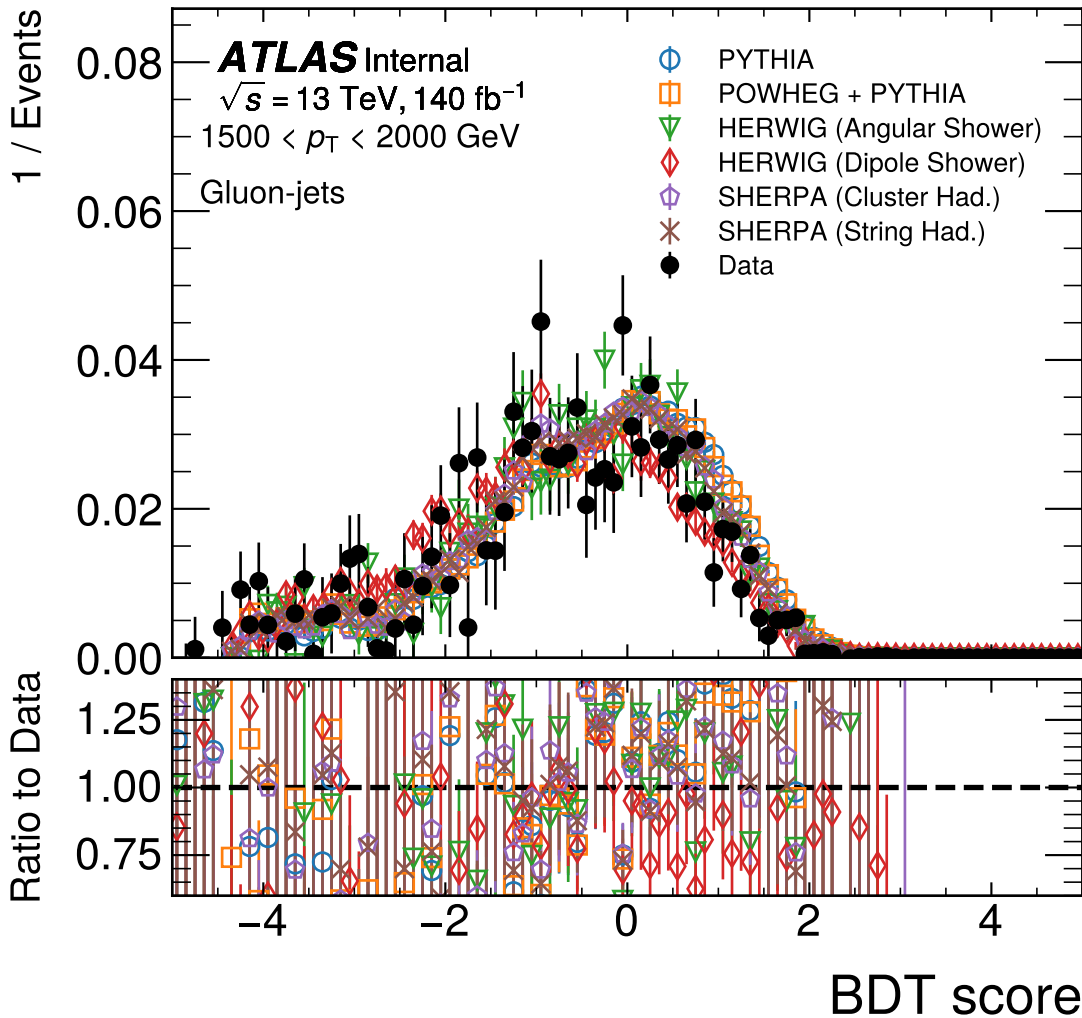 ATLAS Internal
√s = 13 TeV, 140 fb⁻¹
1500 < p_T < 2000 GeV
Gluon-jets
PYTHIA
POWHEG + PYTHIA
HERWIG (Angular Shower)
HERWIG (Dipole Shower)
SHERPA (Cluster Had.)
SHERPA (String Had.)
Data
1 / Events
0.08
0.06
0.04
0.02
0.00
Ratio to Data
1.25
1.00
0.75
−4 −2 0 2 4
BDT score